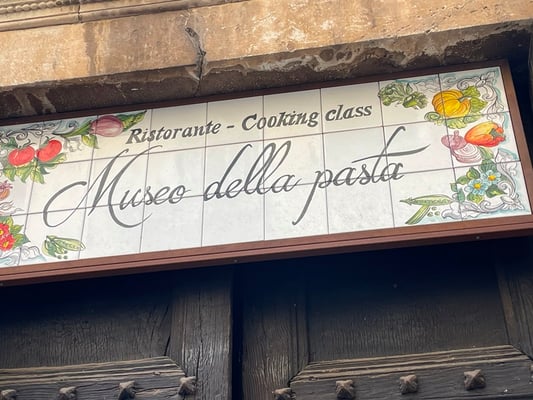 Ristorante - Cooking class
Museo della pasta